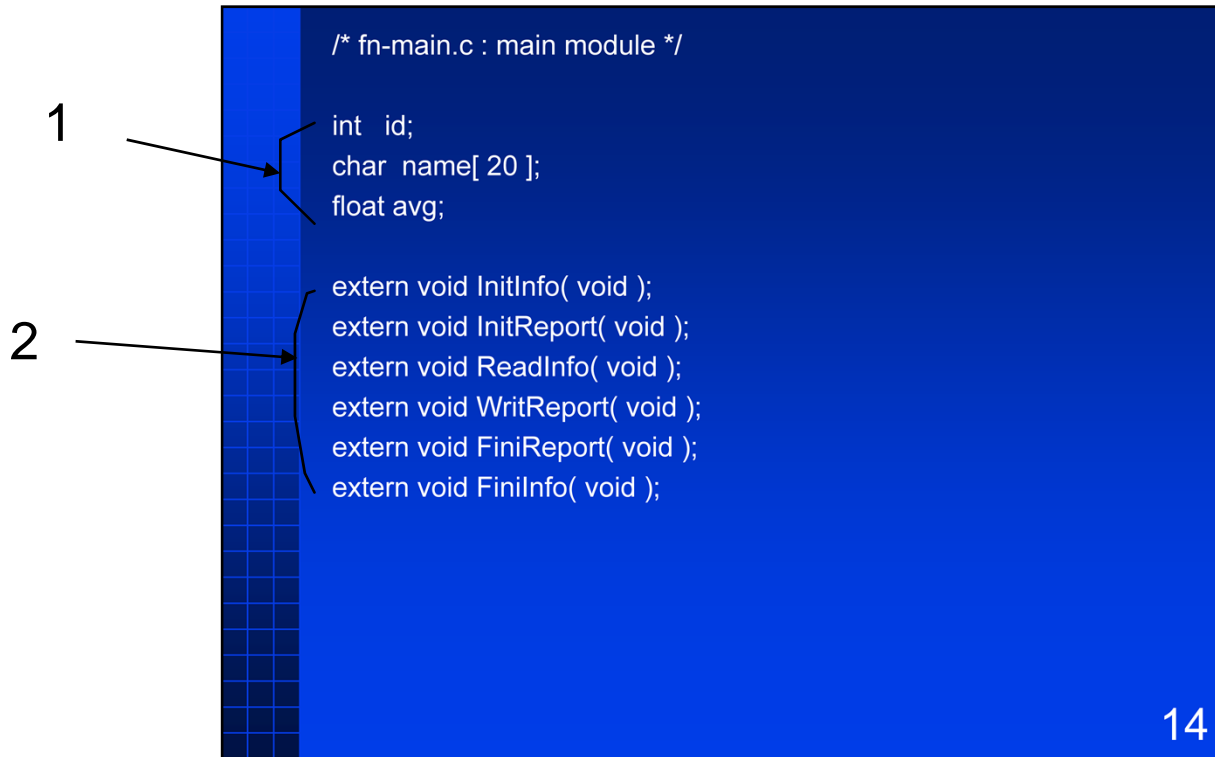 /* fn-main.c : main module */
1
int id;
char name[ 20 ];
float avg;
2
extern void InitInfo( void );
extern void InitReport( void );
extern void ReadInfo( void );
extern void WritReport( void );
extern void FiniReport( void );
extern void FiniInfo( void );
14